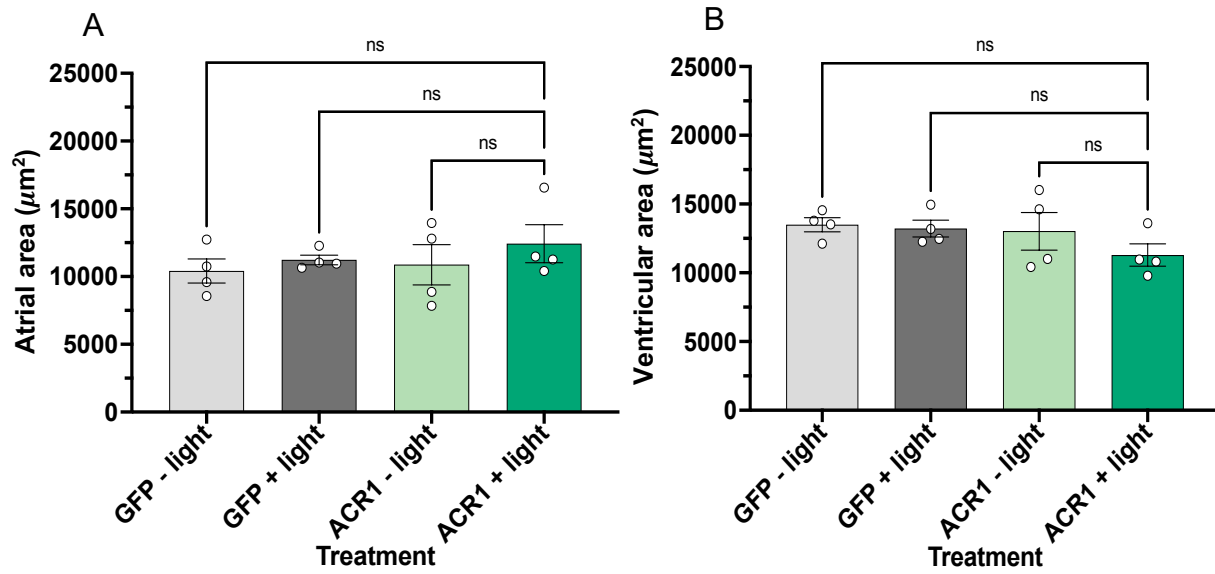 A
ns
ns
ns
25000
20000
15000
10000
5000
0
Atrial area (μm²)
GFP - light
GFP + light
ACR1 - light
ACR1 + light
Treatment
B
ns
ns
ns
25000
20000
15000
10000
5000
0
Ventricular area (μm²)
GFP - light
GFP + light
ACR1 - light
ACR1 + light
Treatment